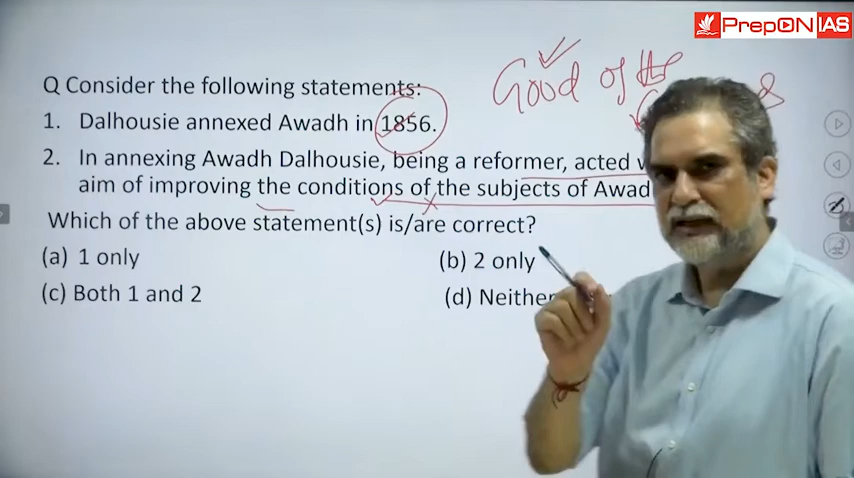 PrepON IAS
Good of the
Q Consider the following statements:
1. Dalhousie annexed Awadh in 1856.
2. In annexing Awadh Dalhousie, being a reformer, acted
aim of improving the conditions of the subjects of Awad
Which of the above statement(s) is/are correct?
(a) 1 only
(b) 2 only
(c) Both 1 and 2
(d) Neither